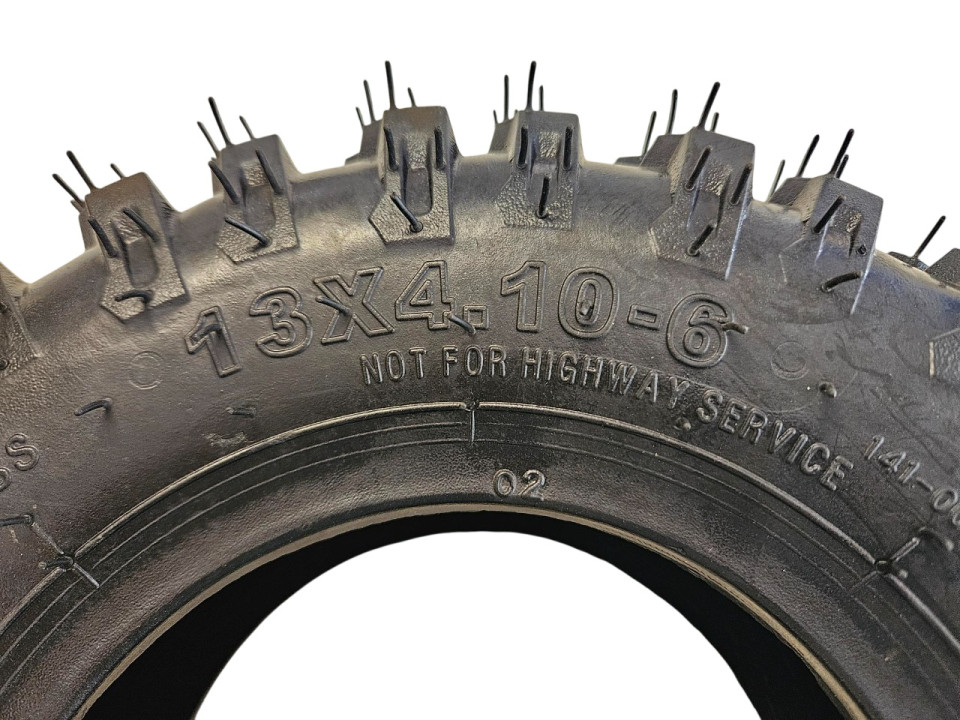 13X4.10-6
NOT FOR HIGHWAY SERVICE
02